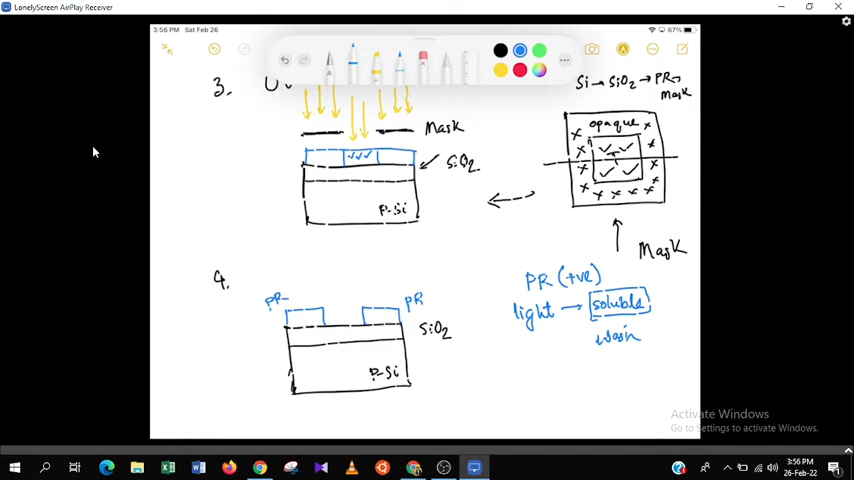 LonelyScreen AirPlay Receiver
3:56 PM Sat Feb 26
67%
3. UV
Si → SiO2 → PR →
Mask
Mask
opaque
SiO2
P-Si
Mask
4.
PR (+ve)
PR
PR
light → soluble
SiO2
wash
P-Si
Activate Windows
Go to Settings to activate Windows.
3:56 PM
26-Feb-22